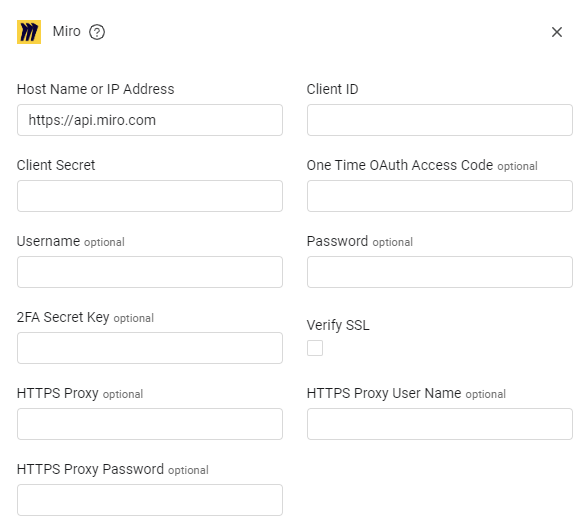 Miro
Host Name or IP Address
https://api.miro.com
Client ID
Client Secret
One Time OAuth Access Code optional
Username optional
Password optional
2FA Secret Key optional
Verify SSL
HTTPS Proxy optional
HTTPS Proxy User Name optional
HTTPS Proxy Password optional